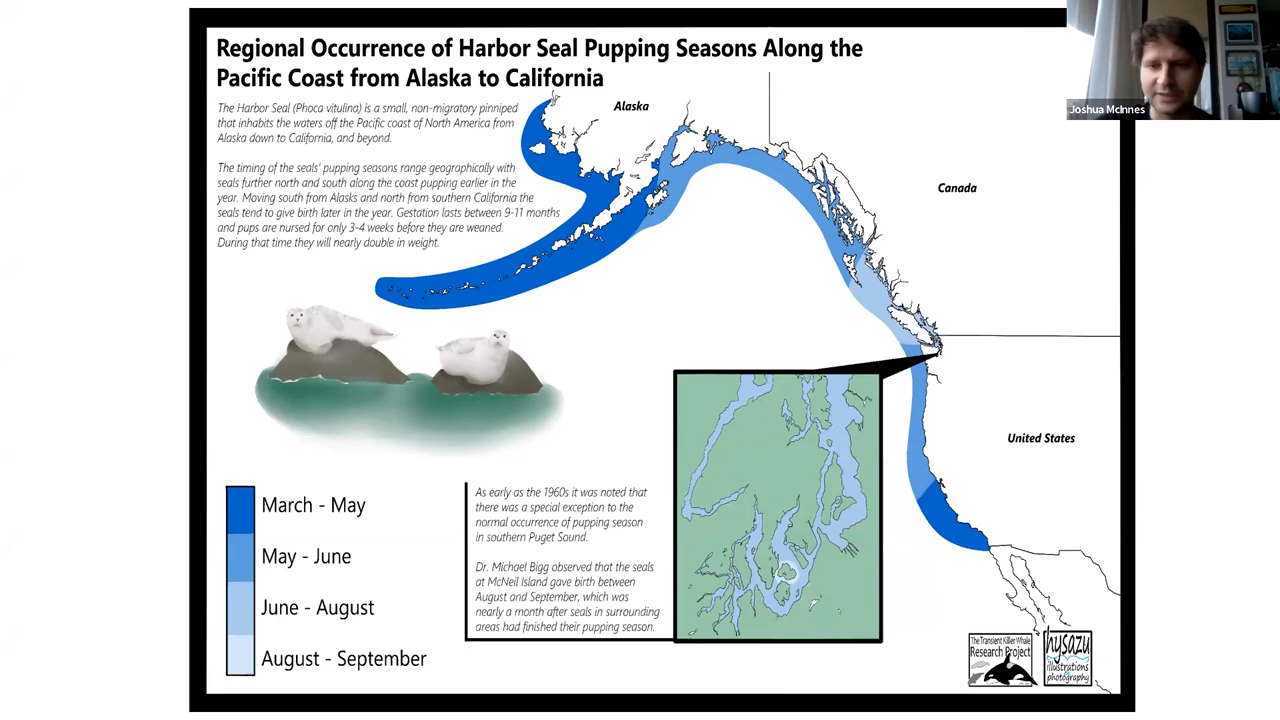 Regional Occurrence of Harbor Seal Pupping Seasons Along the
Pacific Coast from Alaska to California
The Harbor Seal (Phoca vitulina) is a small, non-migratory pinniped
that inhabits the waters off the Pacific coast of North America from
Alaska down to California, and beyond.
The timing of the seals' pupping seasons range geographically with
seals further north and south along the coast pupping earlier in the
year. Moving south from Alaska and north from southern California the
seals tend to give birth later in the year. Gestation lasts between 9-11 months
and pups are nursed for only 3-4 weeks before they are weaned.
During that time they will nearly double in weight.
Alaska
Joshua McInnes
Canada
United States
March - May
May - June
June - August
August - September
As early as the 1960s it was noted that
there was a special exception to the
normal occurrence of pupping season
in southern Puget Sound.
Dr. Michael Bigg observed that the seals
at McNeil Island gave birth between
August and September, which was
nearly a month after seals in surrounding
areas had finished their pupping season.
The Transient Killer Whale
Research Project
nysazu
illustrations
photography